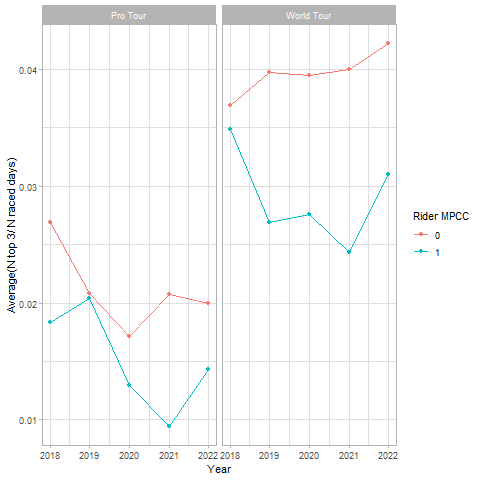 Pro Tour
World Tour
0.04
0.03
0.02
0.01
Average(N top 3/ N raced days)
2018 2019 2020 2021 2022
2018 2019 2020 2021 2022
Year
Rider MPCC
0
1